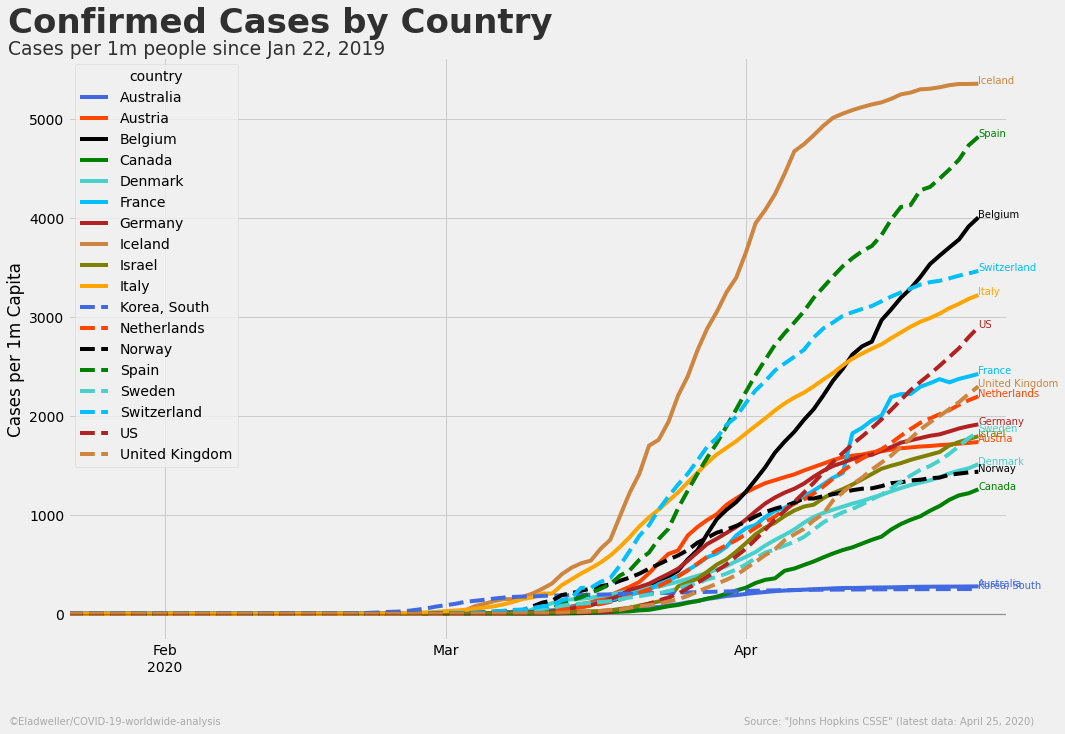 Confirmed Cases by Country
Cases per 1m people since Jan 22, 2019
country
Australia
Austria
Belgium
Canada
Denmark
France
Germany
Iceland
Israel
Italy
Korea, South
Netherlands
Norway
Spain
Sweden
Switzerland
US
United Kingdom
Cases per 1m Capita
5000
4000
3000
2000
1000
0
Iceland
Spain
Belgium
Switzerland
Italy
US
France
United Kingdom
Netherlands
Germany
Sweden
Israel
Austria
Denmark
Norway
Canada
Australia
Korea, South
Feb
2020
Mar
Apr
©Eladweller/COVID-19-worldwide-analysis
Source: "Johns Hopkins CSSE" (latest data: April 25, 2020)